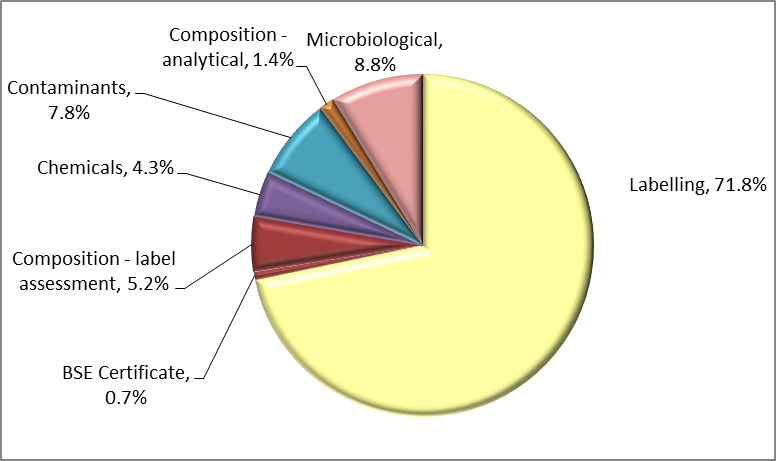 Composition -
analytical, 1.4%
Microbiological,
8.8%
Contaminants,
7.8%
Chemicals, 4.3%
Labelling, 71.8%
Composition - label
assessment, 5.2%
BSE Certificate,
0.7%